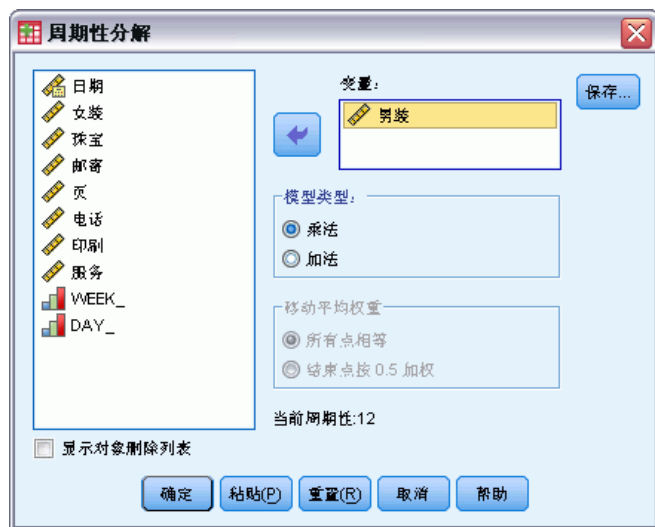 周期性分解
日期
女装
珠宝
邮寄
页
电话
印刷
服务
WEEK_
DAY_
变量:
男装
保存...
模型类型:
乘法
加法
移动平均权重
所有点相等
结束点按 0.5 加权
当前周期性:12
显示对象删除列表
确定
粘贴(P)
重置(R)
取消
帮助